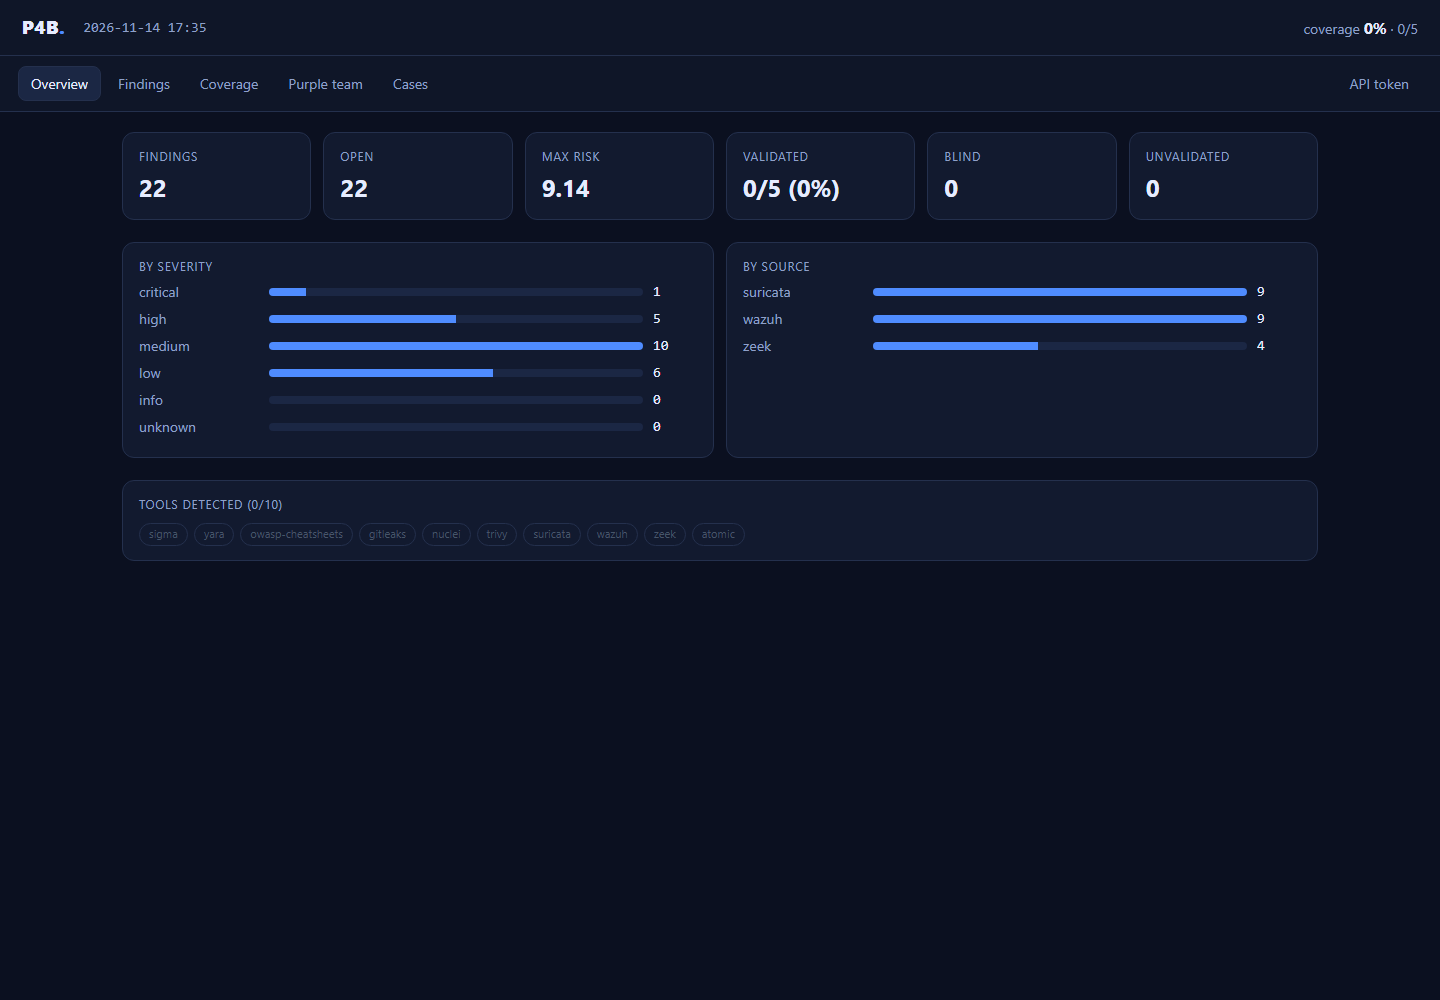 P4B. 2026-11-14 17:35 coverage 0% · 0/5
Overview Findings Coverage Purple team Cases API token
FINDINGS OPEN MAX RISK VALIDATED BLIND UNVALIDATED
22 22 9.14 0/5 (0%) 0 0
BY SEVERITY
critical 1
high 5
medium 10
low 6
info 0
unknown 0
BY SOURCE
suricata 9
wazuh 9
zeek 4
TOOLS DETECTED (0/10)
sigma yara owasp-cheatsheets gitleaks nuclei trivy suricata wazuh zeek atomic